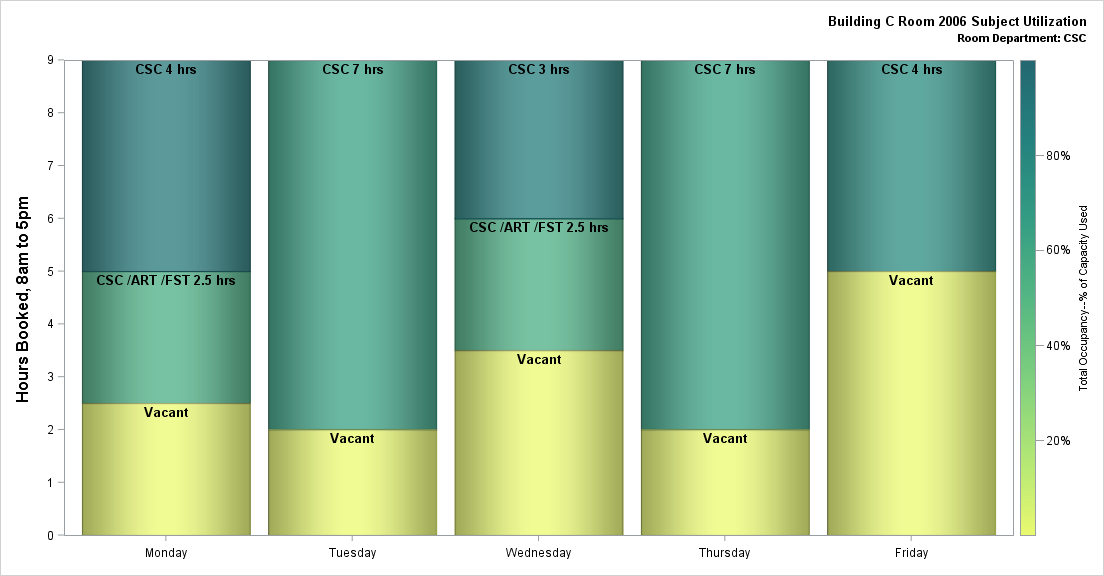 Building C Room 2006 Subject Utilization
Room Department: CSC
Hours Booked, 8am to 5pm
9
8
7
6
5
4
3
2
1
0
CSC 4 hrs
CSC /ART /FST 2.5 hrs
Vacant
CSC 7 hrs
Vacant
CSC 3 hrs
CSC /ART /FST 2.5 hrs
Vacant
CSC 7 hrs
Vacant
CSC 4 hrs
Vacant
Monday
Tuesday
Wednesday
Thursday
Friday
80%
60%
40%
20%
Total Occupancy--% of Capacity Used